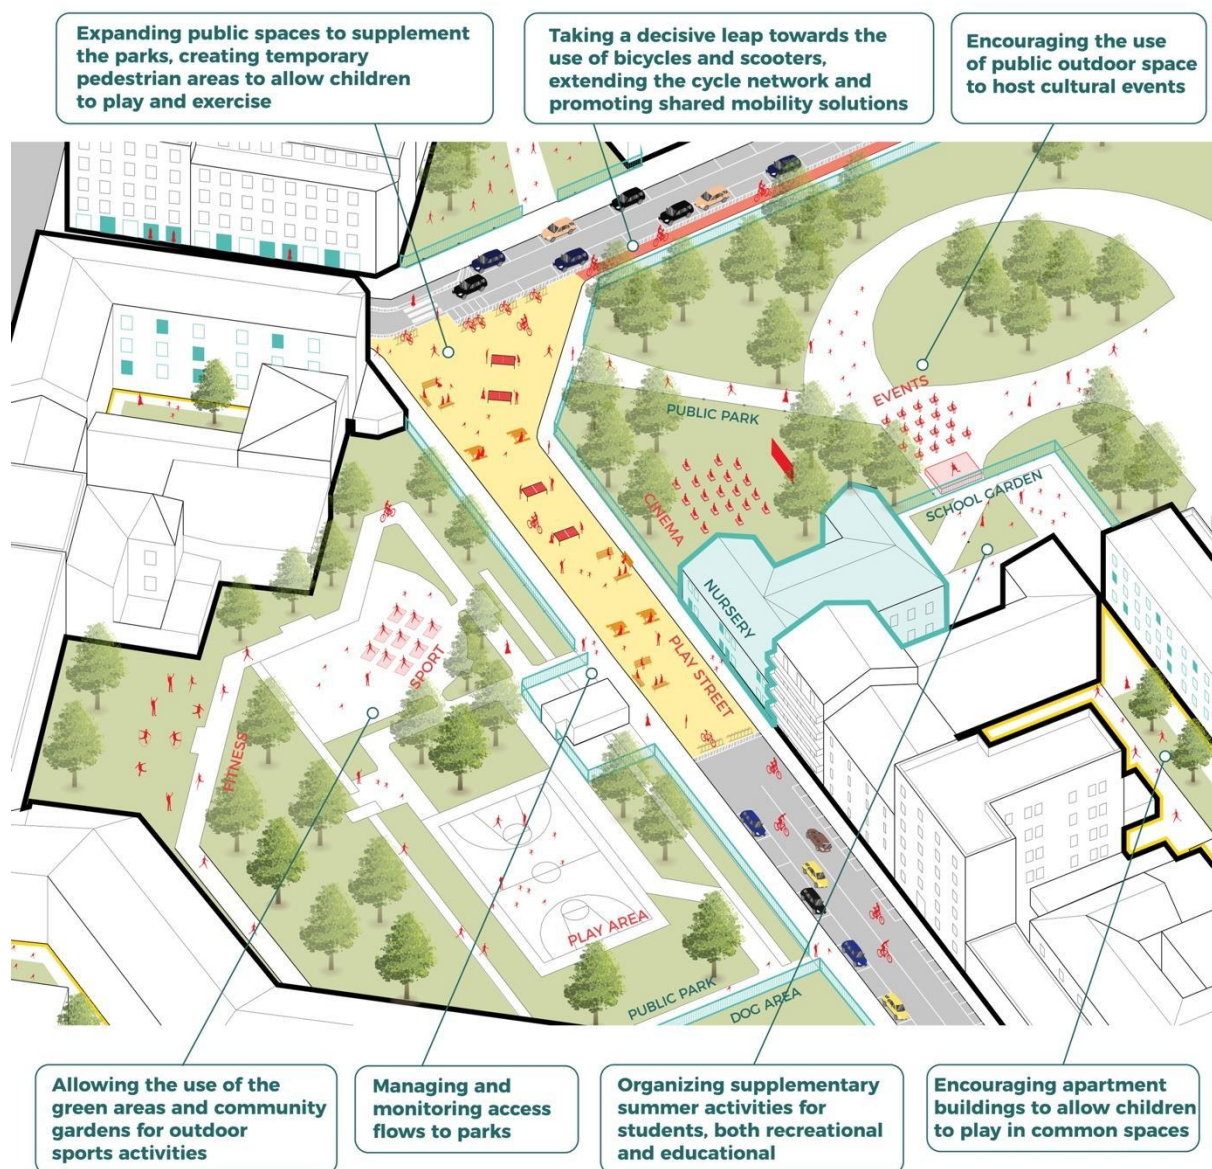 Expanding public spaces to supplement
the parks, creating temporary
pedestrian areas to allow children
to play and exercise
Taking a decisive leap towards the
use of bicycles and scooters,
extending the cycle network and
promoting shared mobility solutions
Encouraging the use
of public outdoor space
to host cultural events
PUBLIC PARK
EVENTS
CINEMA
SCHOOL GARDEN
NURSERY
PLAY STREET
SPORT
FITNESS
PLAY AREA
PUBLIC PARK
DOG AREA
Allowing the use of the
green areas and community
gardens for outdoor
sports activities
Managing and
monitoring access
flows to parks
Organizing supplementary
summer activities for
students, both recreational
and educational
Encouraging apartment
buildings to allow children
to play in common spaces